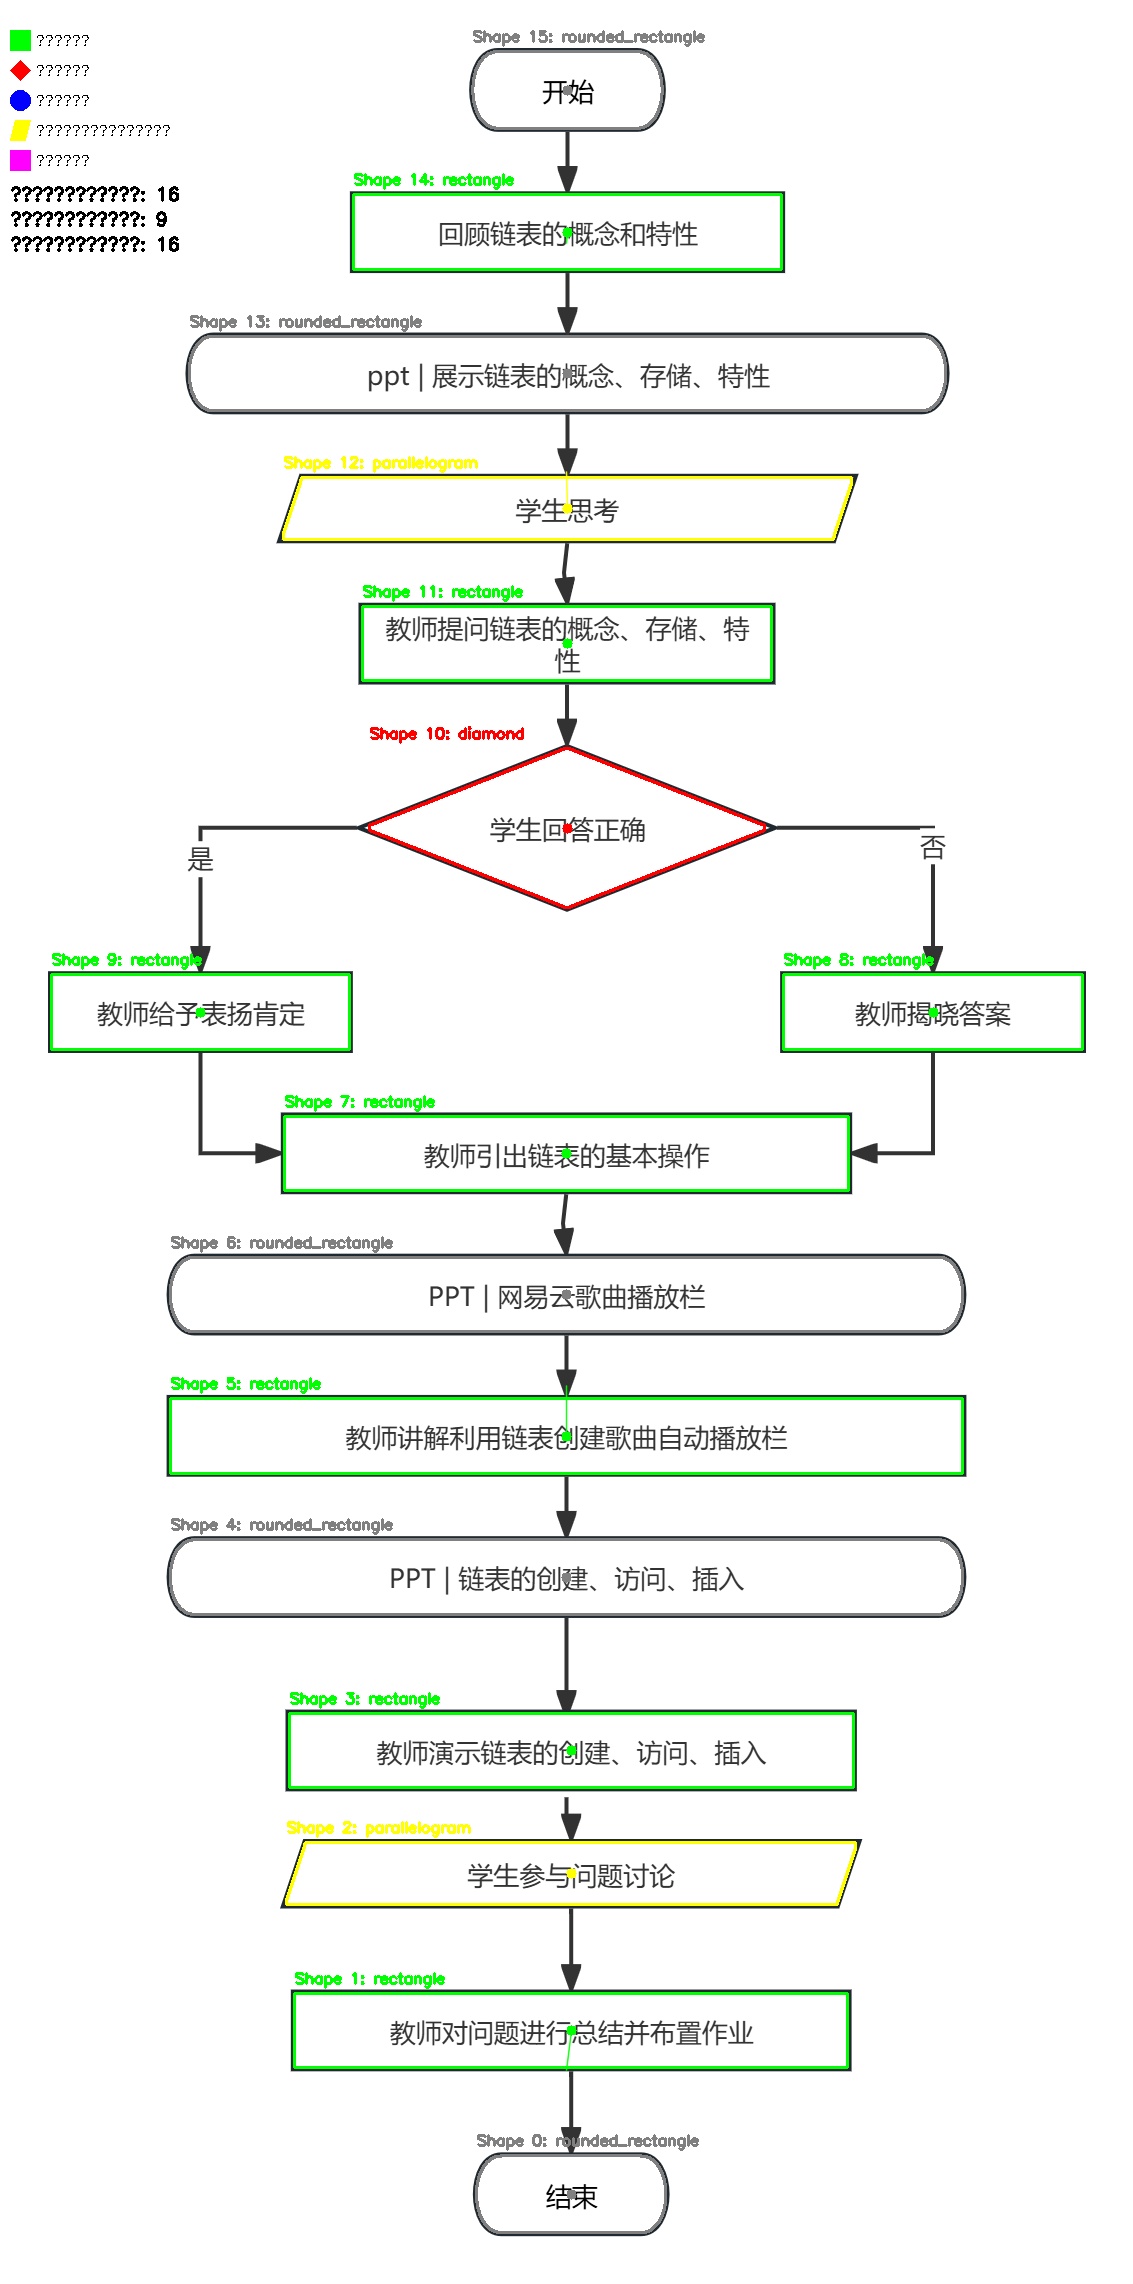 ??????
??????
??????
???????????????
??????
????????????: 16
????????????: 9
????????????: 16
Shape 15: rounded_rectangle
开始
Shape 14: rectangle
回顾链表的概念和特性
Shape 13: rounded_rectangle
ppt | 展示链表的概念、存储、特性
Shape 12: parallelogram
学生思考
Shape 11: rectangle
教师提问链表的概念、存储、特
性
Shape 10: diamond
学生回答正确
是
否
Shape 9: rectangle
教师给予表扬肯定
Shape 8: rectangle
教师揭晓答案
Shape 7: rectangle
教师引出链表的基本操作
Shape 6: rounded_rectangle
PPT | 网易云歌曲播放栏
Shape 5: rectangle
教师讲解利用链表创建歌曲自动播放栏
Shape 4: rounded_rectangle
PPT | 链表的创建、访问、插入
Shape 3: rectangle
教师演示链表的创建、访问、插入
Shape 2: parallelogram
学生参与问题讨论
Shape 1: rectangle
教师对问题进行总结并布置作业
Shape 0: rounded_rectangle
结束